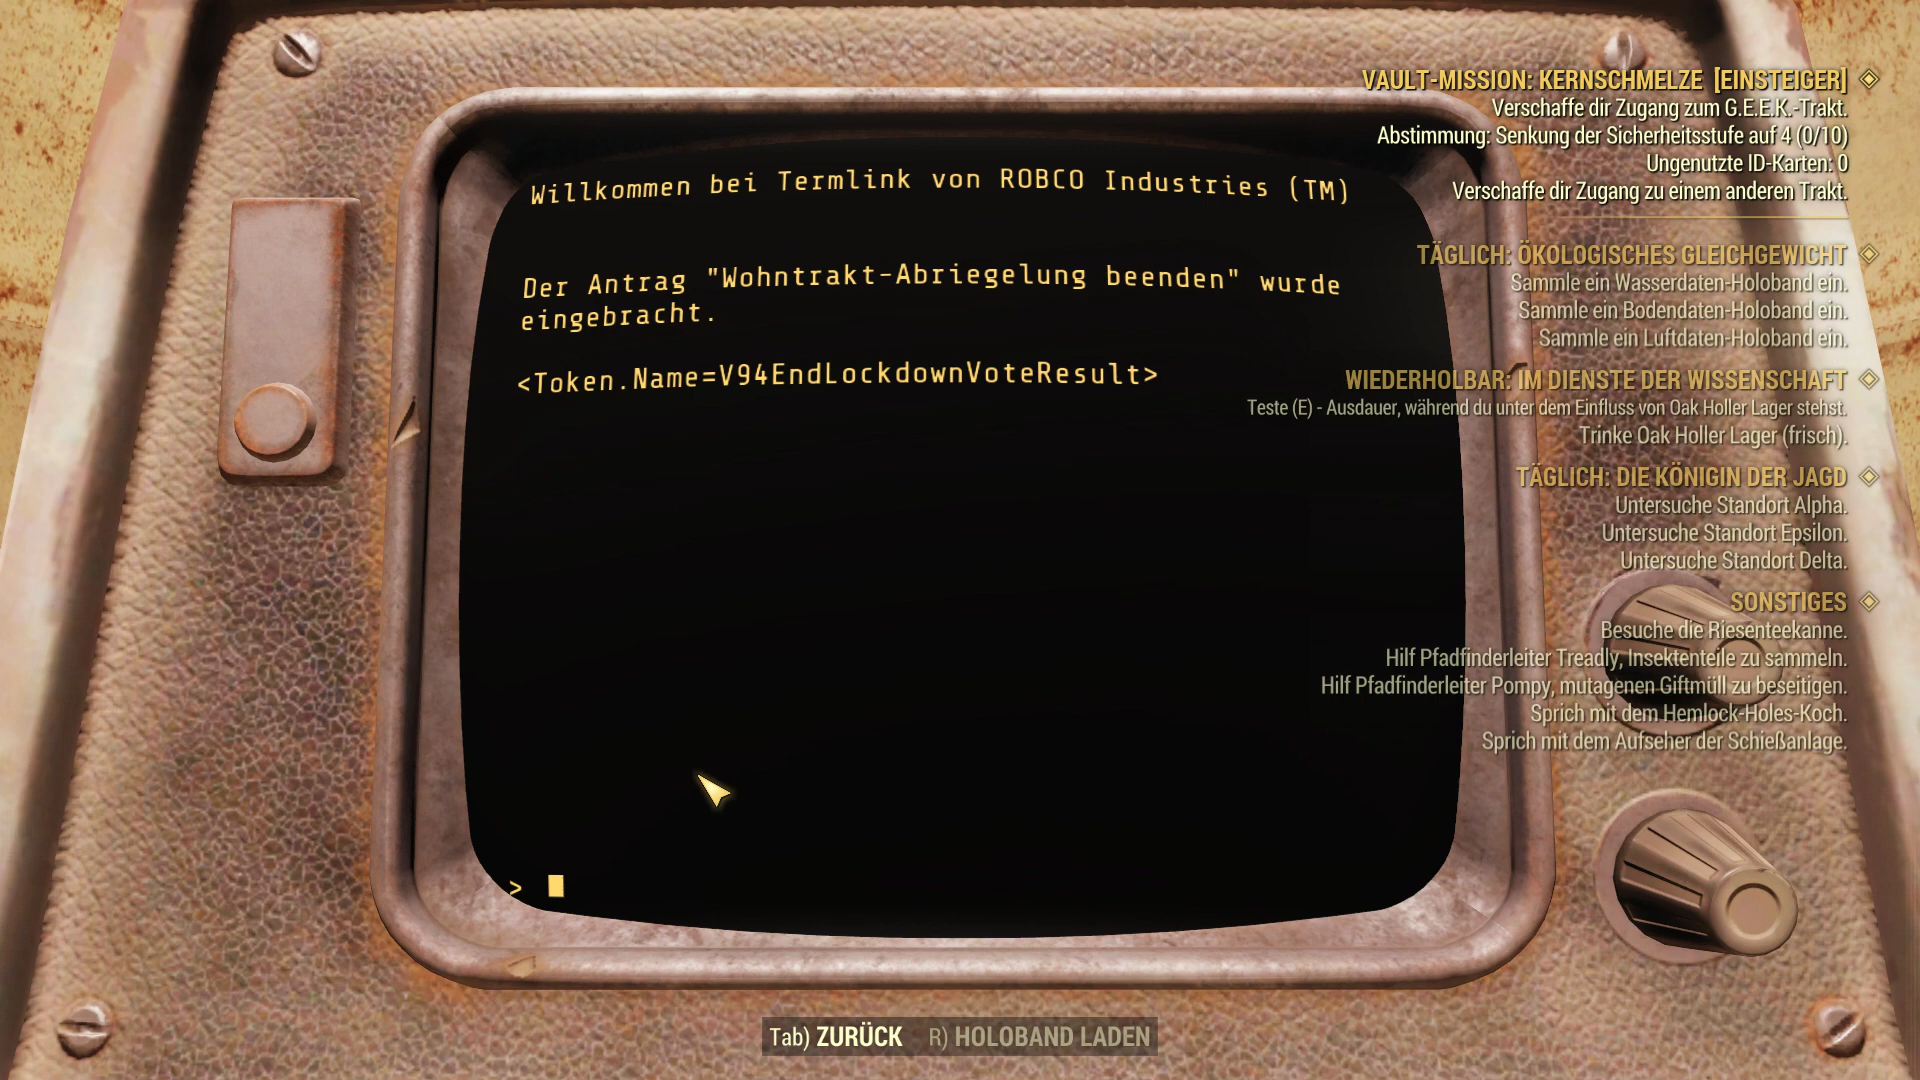 Willkommen bei Termlink von ROBCO Industries (TM)
Der Antrag "Wohntrakt-Abriegelung beenden" wurde
eingebracht.
<Token.Name=V94EndLockdownVoteResult>
>
VAULT-MISSION: KERNSCHMELZE [EINSTEIGER]
Verschaffe dir Zugang zum G.E.E.K.-Trakt.
Abstimmung: Senkung der Sicherheitsstufe auf 4 (0/10)
Ungenutzte ID-Karten: 0
Verschaffe dir Zugang zu einem anderen Trakt.
TÄGLICH: ÖKOLOGISCHES GLEICHGEWICHT
Sammle ein Wasserdaten-Holoband ein.
Sammle ein Bodendaten-Holoband ein.
Sammle ein Luftdaten-Holoband ein.
WIEDERHOLBAR: IM DIENSTE DER WISSENSCHAFT
Teste (E) - Ausdauer, während du unter dem Einfluss von Oak Holler Lager stehst.
Trinke Oak Holler Lager (frisch).
TÄGLICH: DIE KÖNIGIN DER JAGD
Untersuche Standort Alpha.
Untersuche Standort Epsilon.
Untersuche Standort Delta.
SONSTIGES
Besuche die Riesenteekanne.
Hilf Pfadfinderleiter Treadly, Insektenteile zu sammeln.
Hilf Pfadfinderleiter Pompy, mutagenen Giftmüll zu beseitigen.
Sprich mit dem Hemlock-Holes-Koch.
Sprich mit dem Aufseher der Schießanlage.
Tab) ZURÜCK R) HOLOBAND LADEN